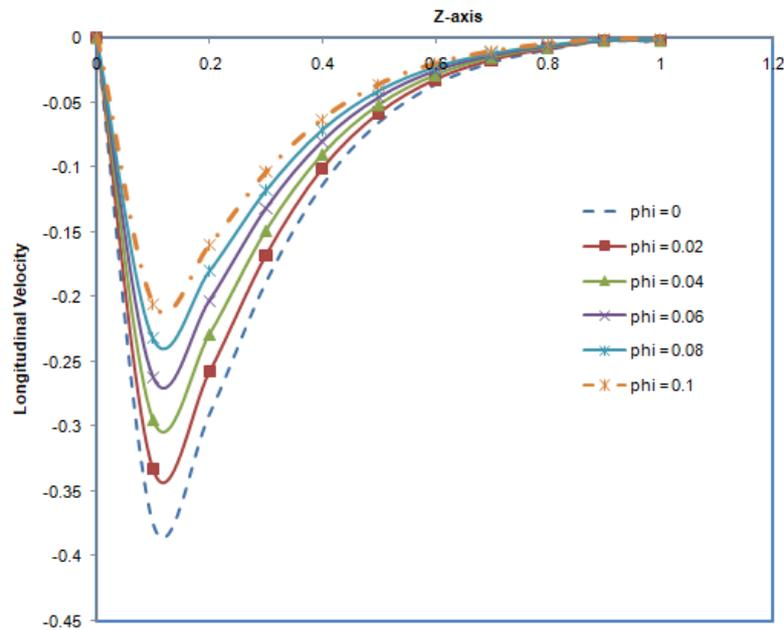 Z-axis
0
0 0.2 0.4 0.6 0.8 1 1.2
-0.05
-0.1
-0.15
-0.2
-0.25
-0.3
-0.35
-0.4
-0.45
Longitudinal Velocity
phi = 0
phi = 0.02
phi = 0.04
phi = 0.06
phi = 0.08
phi = 0.1